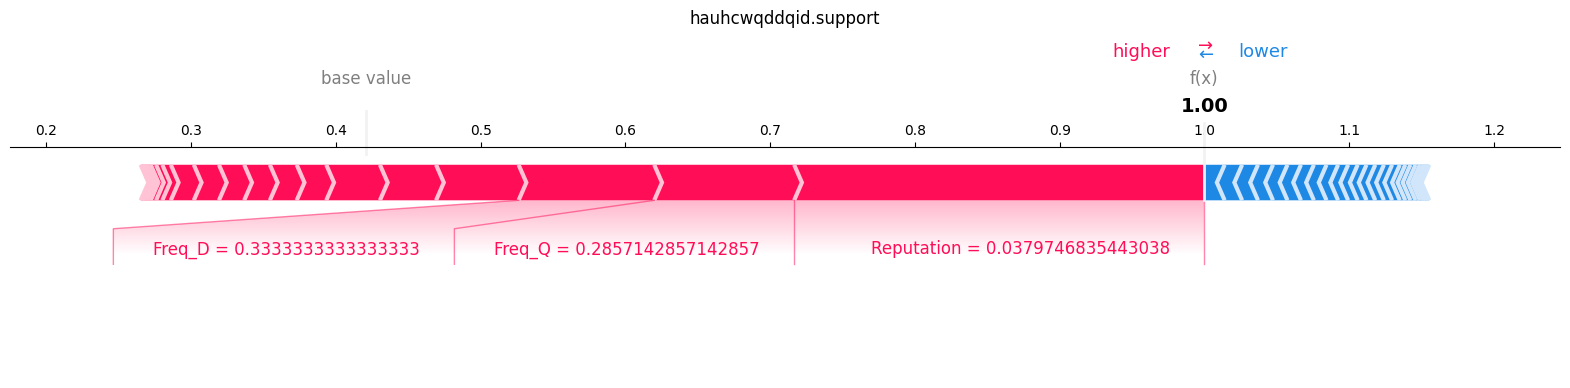 hauhcwqddqid.support
higher → ← lower
base value
f(x)
1.00
0.2 0.3 0.4 0.5 0.6 0.7 0.8 0.9 1.0 1.1 1.2
Freq_D = 0.3333333333333333 Freq_Q = 0.2857142857142857 Reputation = 0.0379746835443038